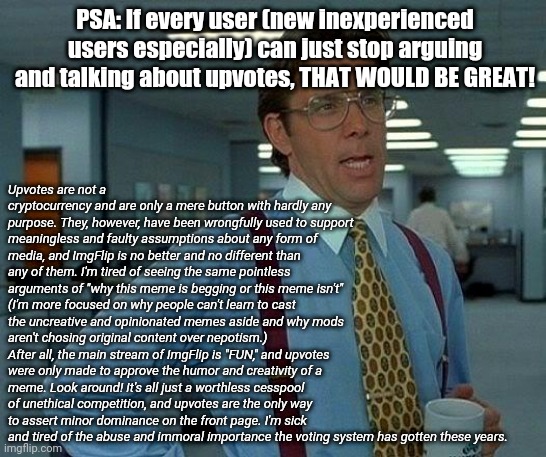 PSA: If every user (new inexperienced
users especially) can just stop arguing
and talking about upvotes, THAT WOULD BE GREAT!
Upvotes are not a
cryptocurrency and are only a mere button with hardly any
purpose. They, however, have been wrongfully used to support
meaningless and faulty assumptions about any form of
media, and ImgFlip is no better and no different than
any of them. I'm tired of seeing the same pointless
arguments of "why this meme is begging or this meme isn't"
(I'm more focused on why people can't learn to cast
the uncreative and opinionated memes aside and why mods
aren't chosing original content over nepotism.)
After all, the main stream of ImgFlip is "FUN," and upvotes
were only made to approve the humor and creativity of a
meme. Look around! It's all just a worthless cesspool
of unethical competition, and upvotes are the only way
to assert minor dominance on the front page. I'm sick
and tired of the abuse and immoral importance the voting system has gotten these years.
imgflip.com